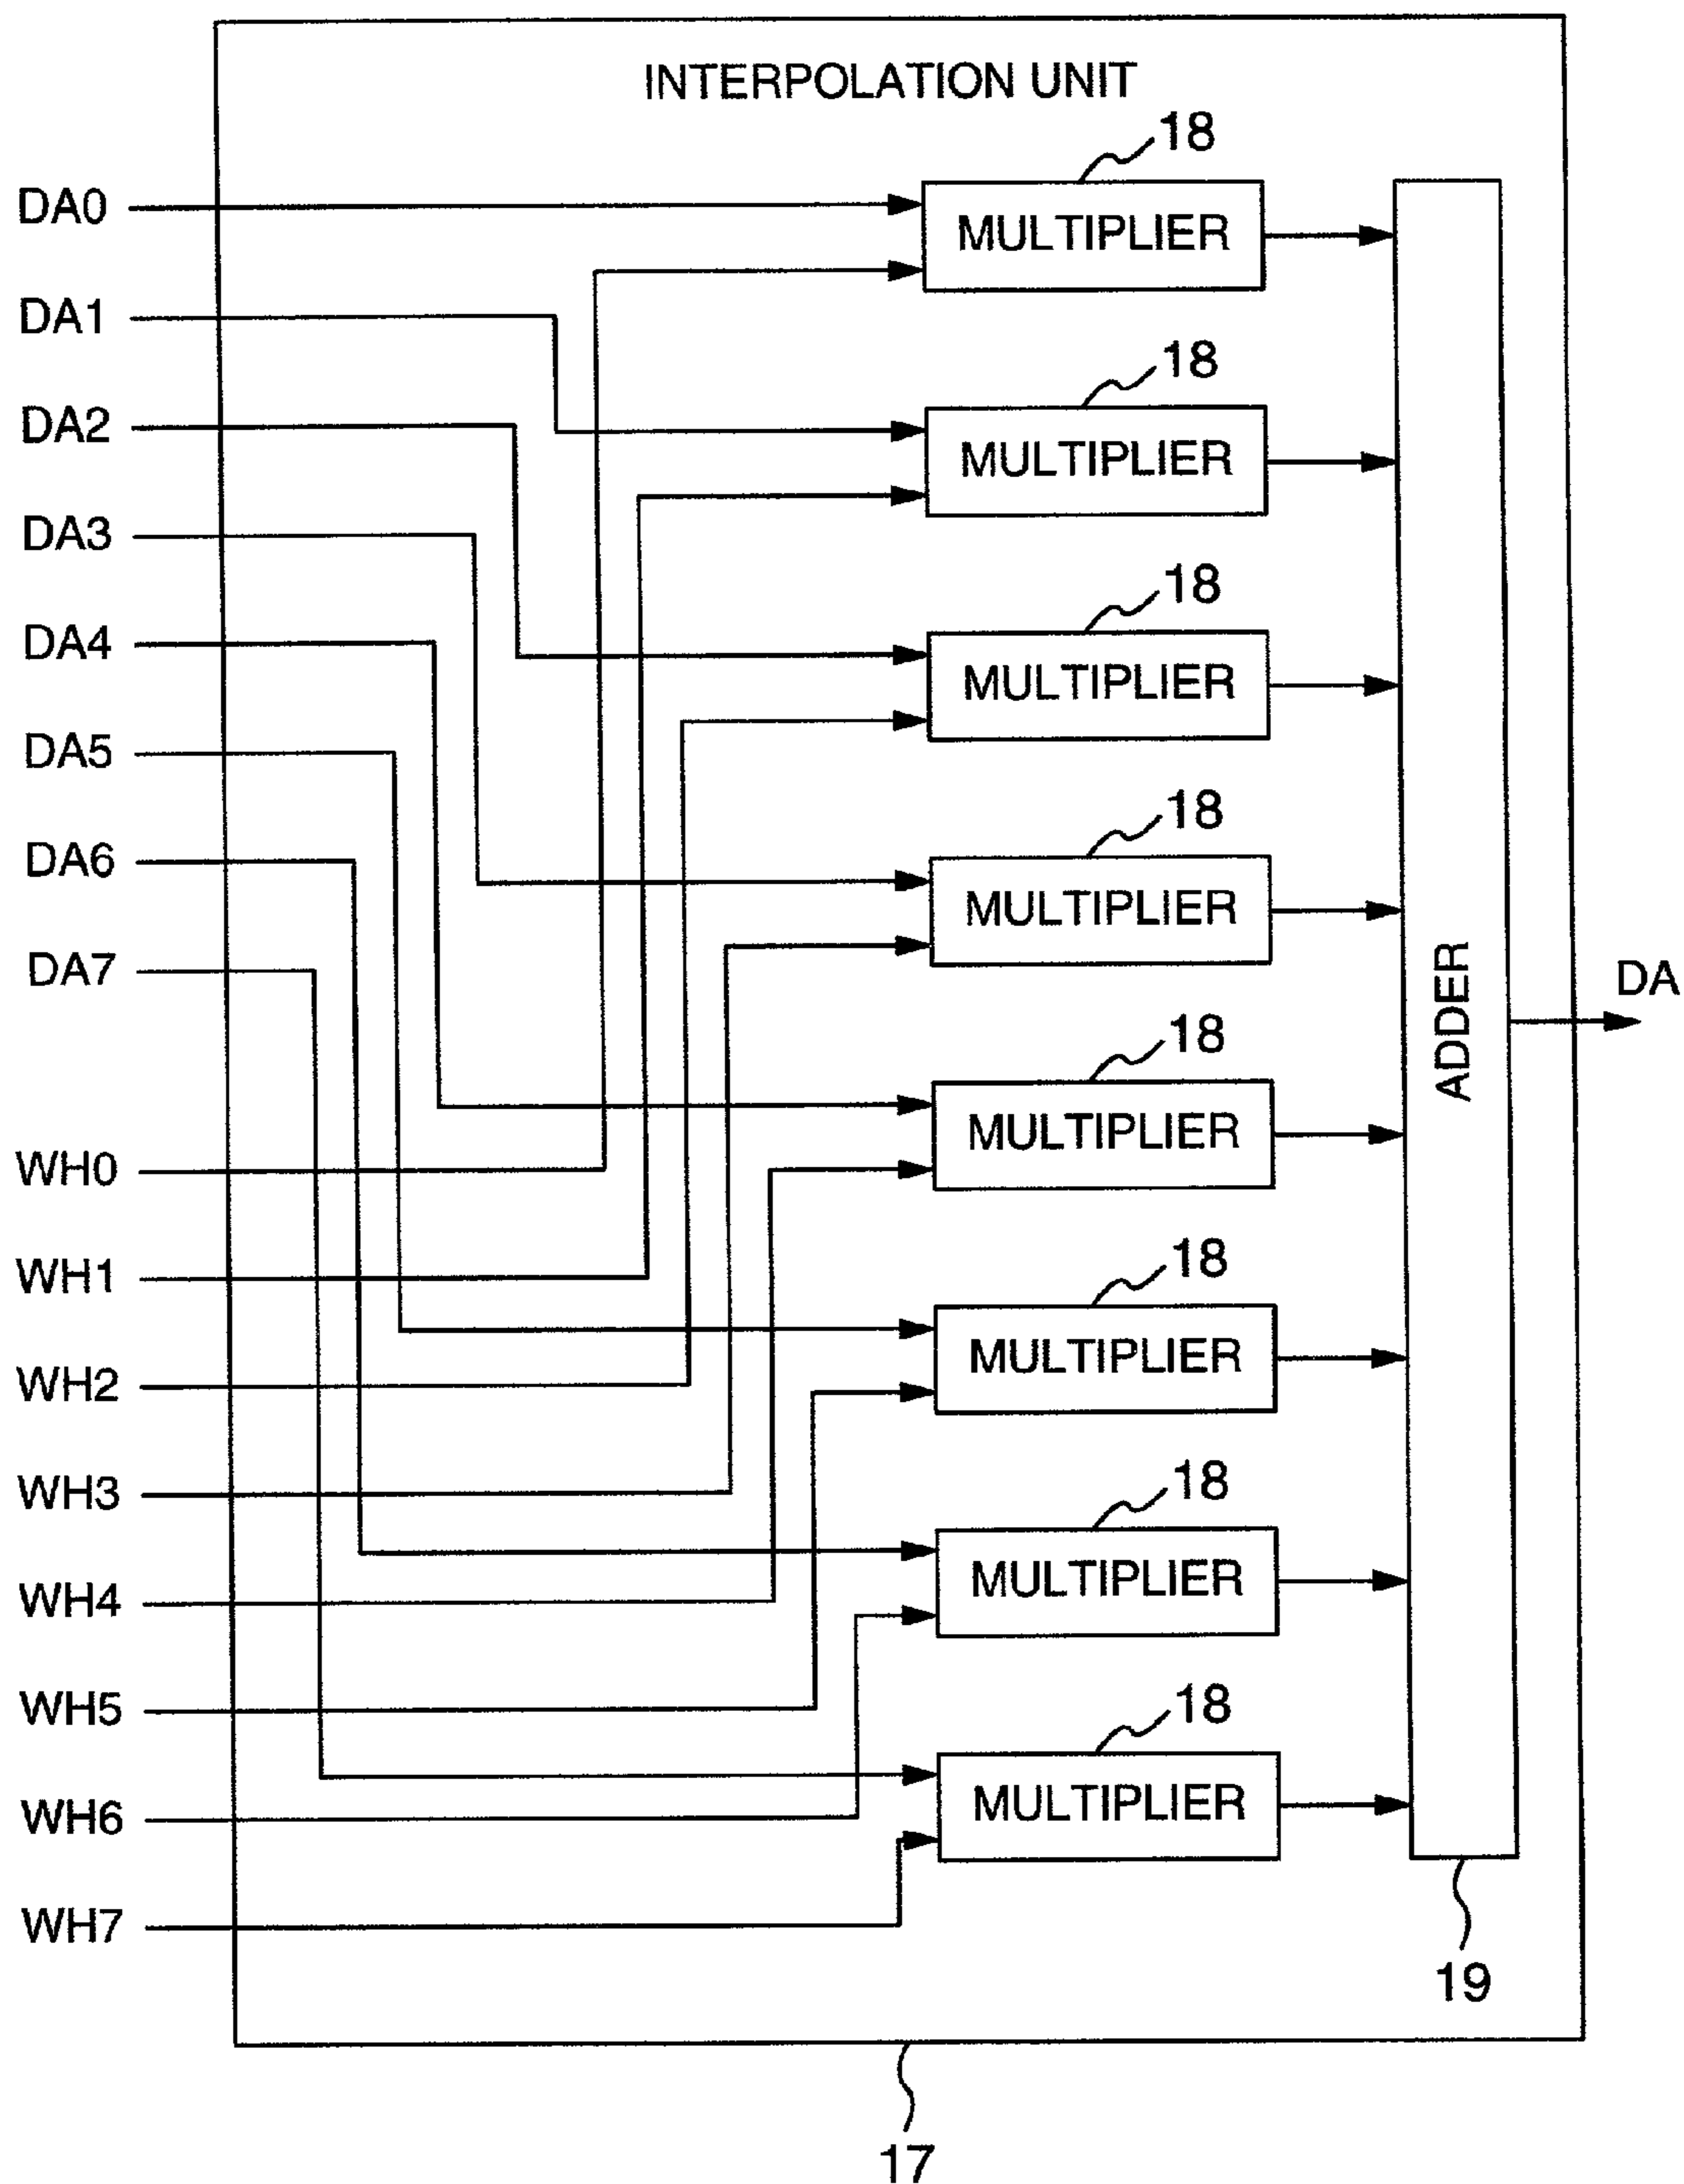 INTERPOLATION UNIT
18
DA0
MULTIPLIER
DA1
18
DA2
MULTIPLIER
DA3
18
DA4
MULTIPLIER
DA5
18
DA6
MULTIPLIER
DA7
ADDER
DA
18
MULTIPLIER
WH0
18
WH1
MULTIPLIER
WH2
18
WH3
MULTIPLIER
WH4
18
WH5
MULTIPLIER
WH6
WH7
19
17